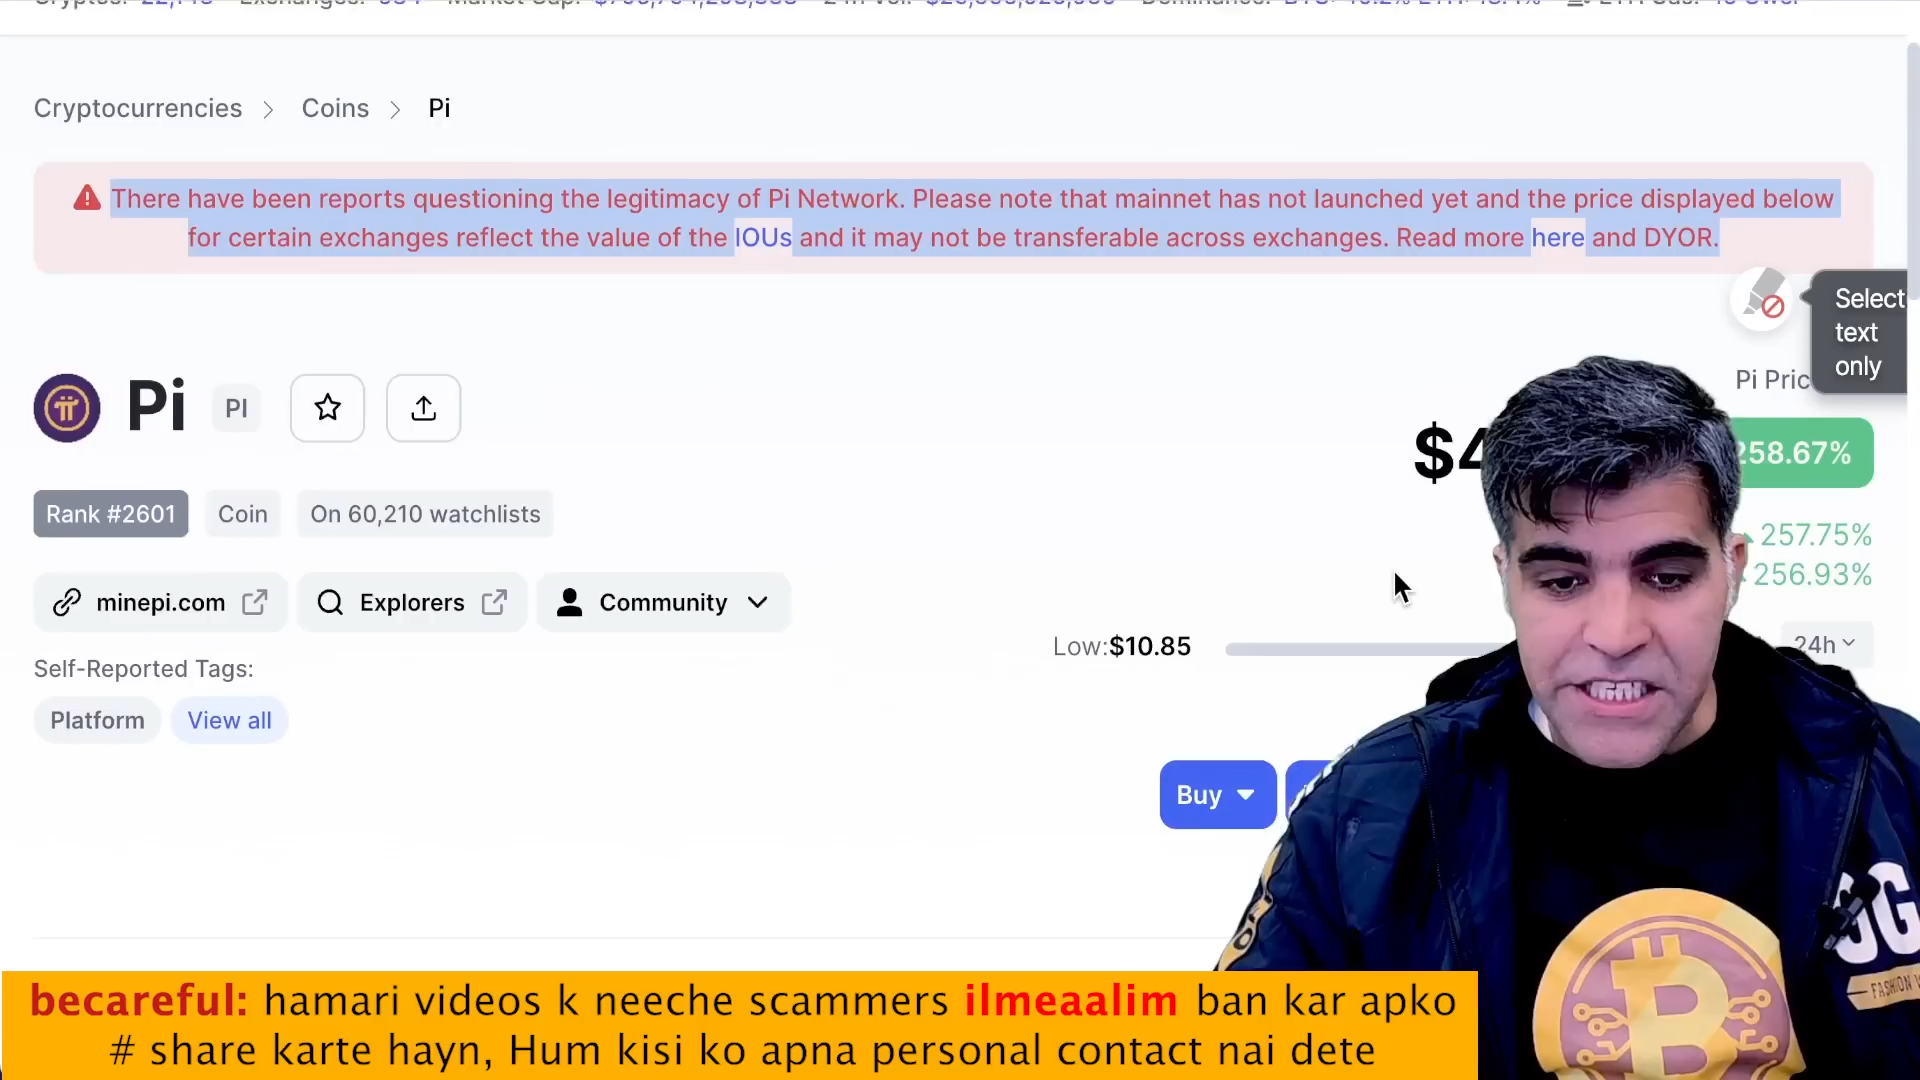 Cryptocurrencies > Coins > Pi
There have been reports questioning the legitimacy of Pi Network. Please note that mainnet has not launched yet and the price displayed below
for certain exchanges reflect the value of the IOUs and it may not be transferable across exchanges. Read more here and DYOR.
Select
text
only
Pi PI
Pi Pric
$4
258.67%
Rank #2601 Coin On 60,210 watchlists
257.75%
256.93%
minepi.com Explorers Community
Low:$10.85
24h
Self-Reported Tags:
Platform View all
Buy
GG
FASHION
becareful: hamari videos k neeche scammers ilmeaalim ban kar apko
# share karte hayn, Hum kisi ko apna personal contact nai dete